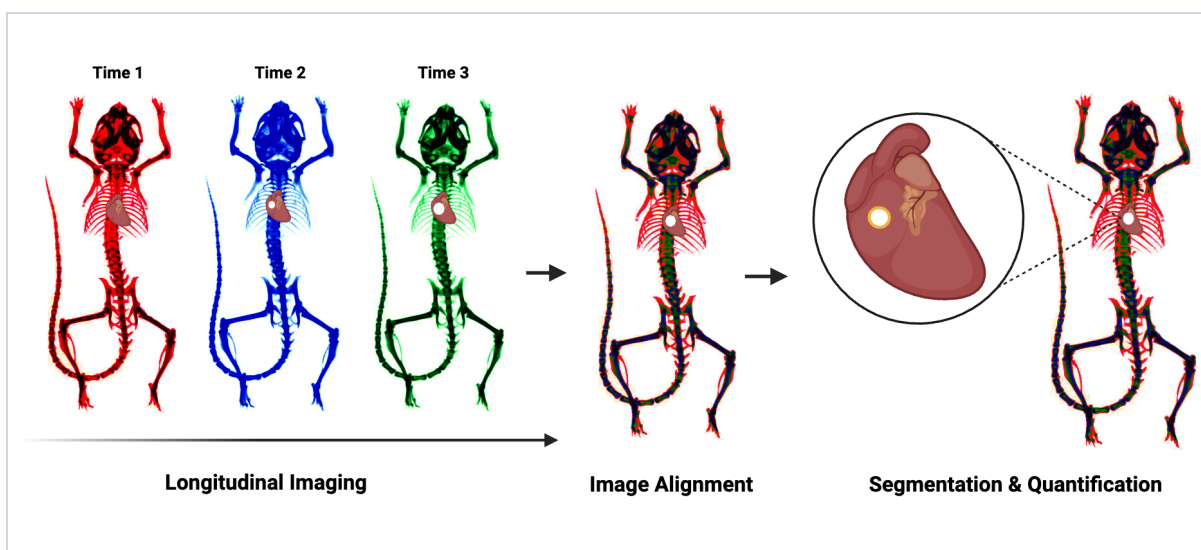 Time 1
Time 2
Time 3
Longitudinal Imaging
Image Alignment
Segmentation & Quantification